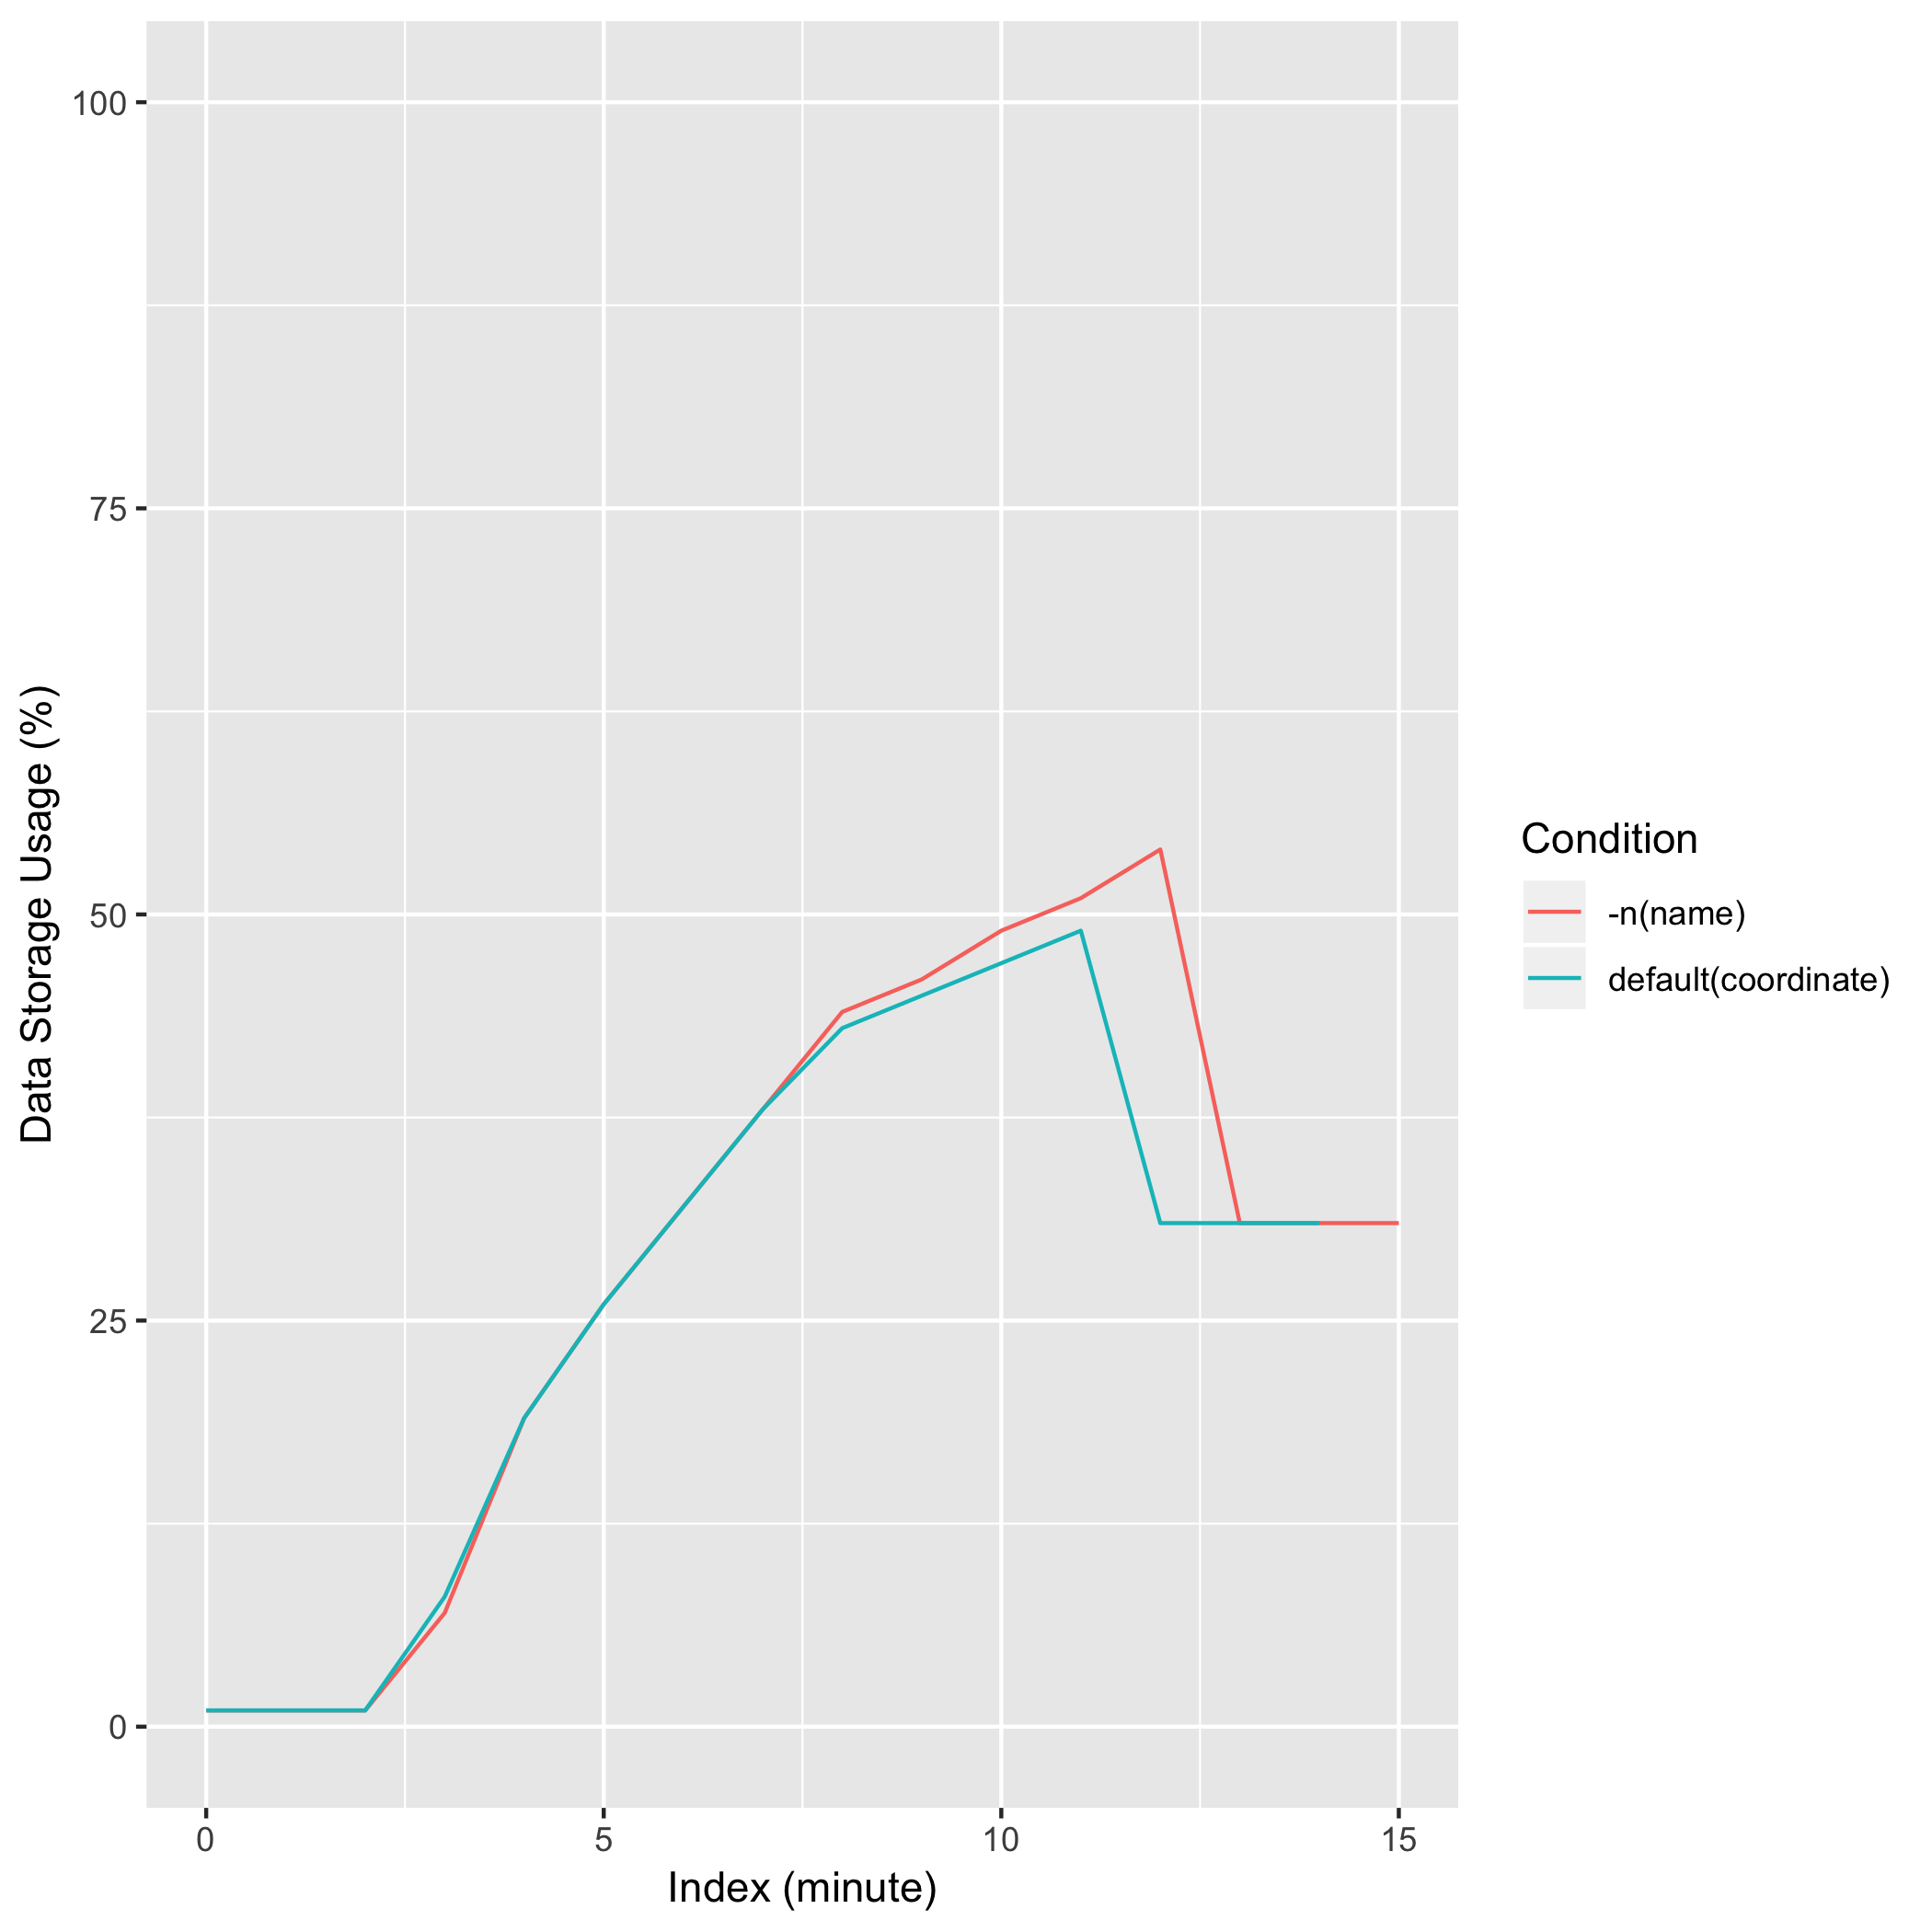 100
75
50
25
0
Data Storage Usage (%)
0 5 10 15
Index (minute)
Condition
-n(name)
default(coordinate)